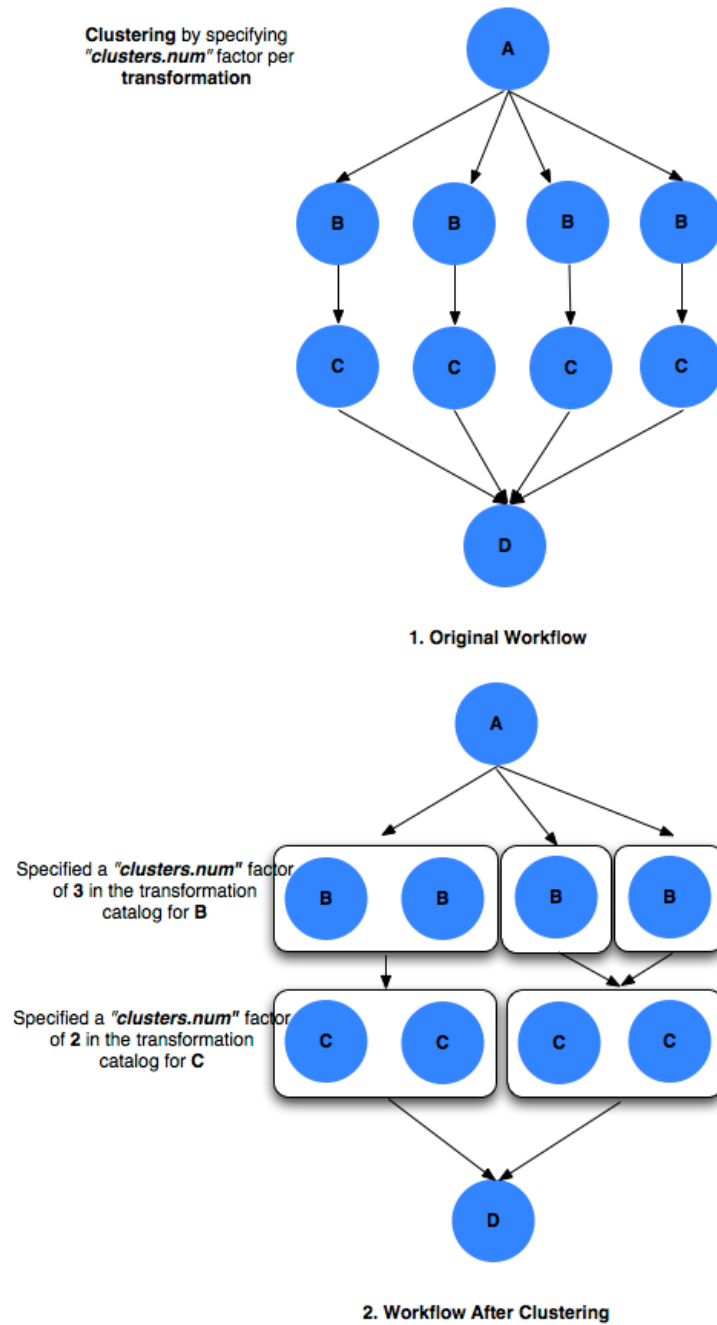 Clustering by specifying
"clusters.num" factor per
transformation
A
B B B B
C C C C
D
1. Original Workflow
A
Specified a "clusters.num" factor
of 3 in the transformation
catalog for B
B B B B
Specified a "clusters.num" factor
of 2 in the transformation
catalog for C
C C C C
D
2. Workflow After Clustering